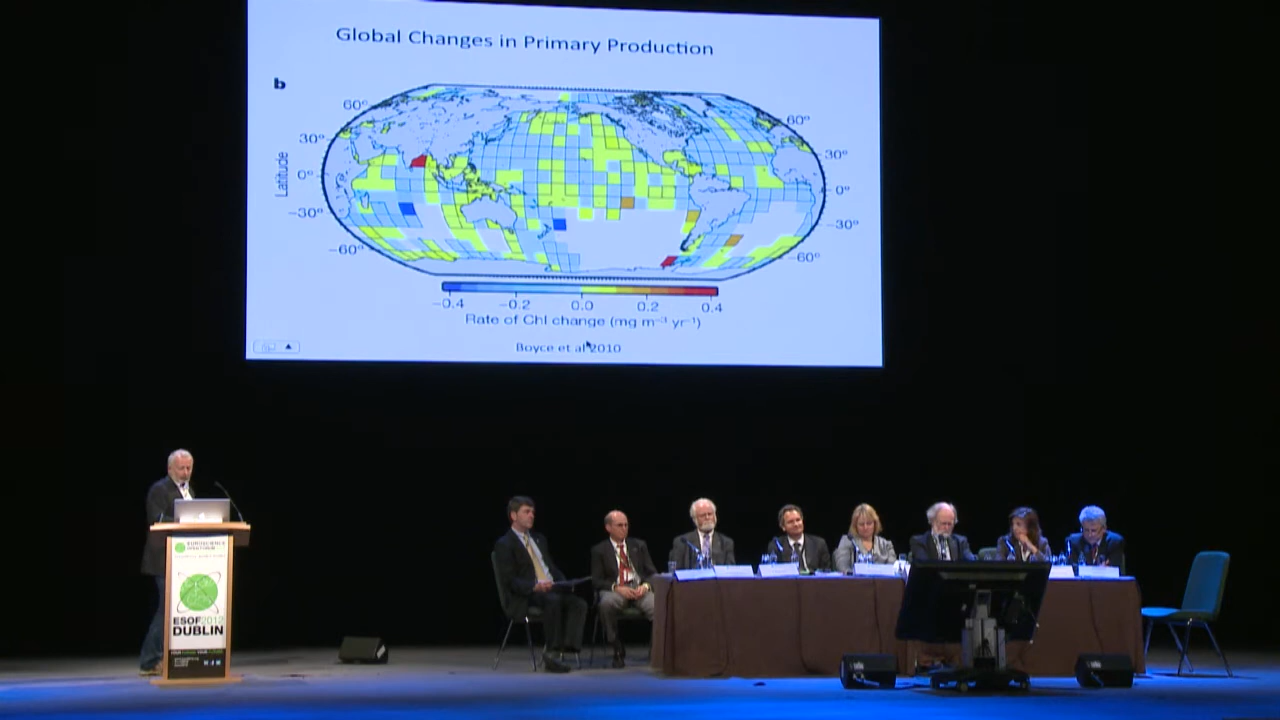 Global Changes in Primary Production
b
60°
60°
30°
30°
0°
0°
−30°
−30°
−60°
−60°
Latitude
−0.4 −0.2 0.0 0.2 0.4
Rate of Chl change (mg m⁻³ yr⁻¹)
Boyce et al 2010
EUROSCIENCE
ESOF2012
DUBLIN